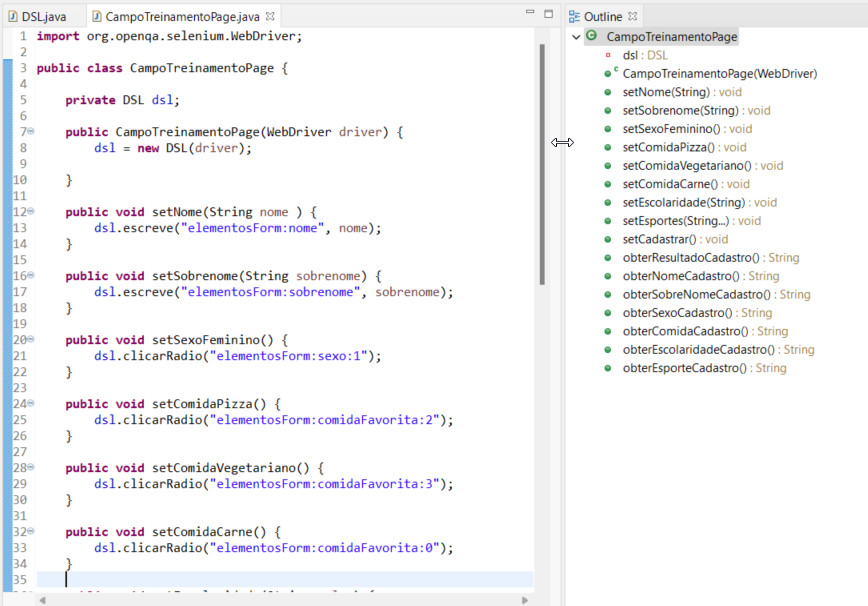 DSL.java
CampoTreinamentoPage.java
1 import org.openqa.selenium.WebDriver;
2
3 public class CampoTreinamentoPage {
4
5 private DSL dsl;
6
7 public CampoTreinamentoPage(WebDriver driver) {
8 dsl = new DSL(driver);
9
10 }
11
12 public void setNome(String nome ) {
13 dsl.escreve("elementosForm:nome", nome);
14 }
15
16 public void setSobrenome(String sobrenome) {
17 dsl.escreve("elementosForm:sobrenome", sobrenome);
18 }
19
20 public void setSexoFeminino() {
21 dsl.clicarRadio("elementosForm:sexo:1");
22 }
23
24 public void setComidaPizza() {
25 dsl.clicarRadio("elementosForm:comidaFavorita:2");
26 }
27
28 public void setComidaVegetariano() {
29 dsl.clicarRadio("elementosForm:comidaFavorita:3");
30 }
31
32 public void setComidaCarne() {
33 dsl.clicarRadio("elementosForm:comidaFavorita:0");
34 }
35
Outline
CampoTreinamentoPage
dsl : DSL
CampoTreinamentoPage(WebDriver)
setNome(String) : void
setSobrenome(String) : void
setSexoFeminino() : void
setComidaPizza() : void
setComidaVegetariano() : void
setComidaCarne() : void
setEscolaridade(String) : void
setEsportes(String...) : void
setCadastrar() : void
obterResultadoCadastro() : String
obterNomeCadastro() : String
obterSobreNomeCadastro() : String
obterSexoCadastro() : String
obterComidaCadastro() : String
obterEscolaridadeCadastro() : String
obterEsporteCadastro() : String